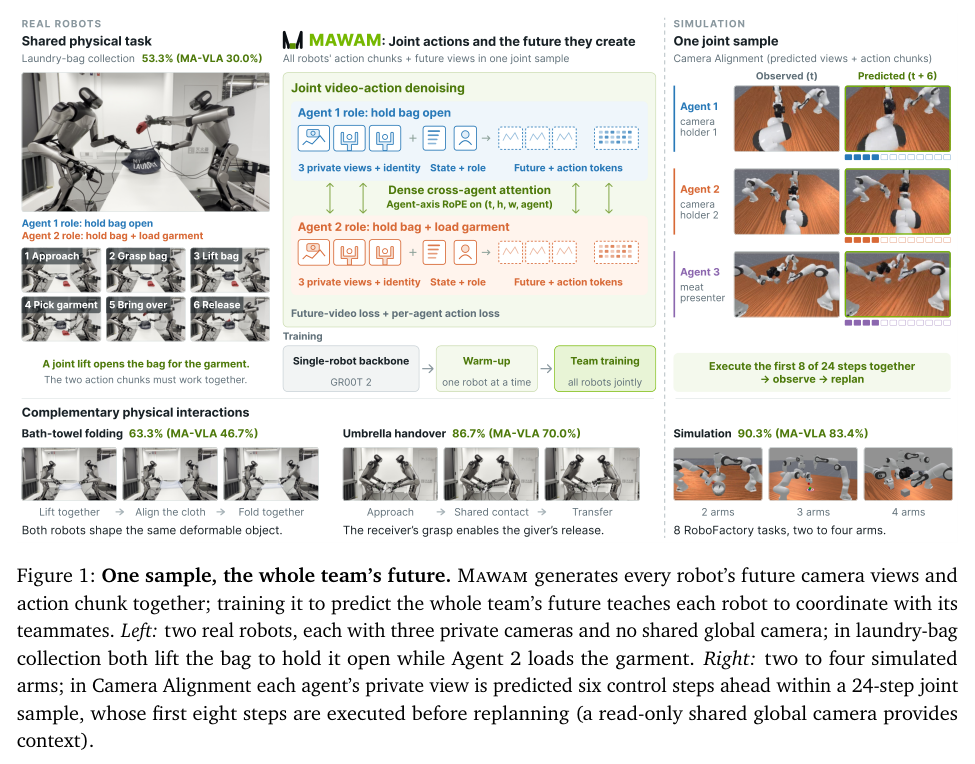 REAL ROBOTS
Shared physical task
Laundry-bag collection 53.3% (MA-VLA 30.0%)
LAUNDRY
Agent 1 role: hold bag open
Agent 2 role: hold bag + load garment
1 Approach
2 Grasp bag
3 Lift bag
4 Pick garment
5 Bring over
6 Release
A joint lift opens the bag for the garment.
The two action chunks must work together.
MAWAM: Joint actions and the future they create
All robots' action chunks + future views in one joint sample
Joint video-action denoising
Agent 1 role: hold bag open
+ →
3 private views + identity State + role Future + action tokens
Dense cross-agent attention
Agent-axis RoPE on (t, h, w, agent)
Agent 2 role: hold bag + load garment
+ →
3 private views + identity State + role Future + action tokens
Future-video loss + per-agent action loss
Training
Single-robot backbone → Warm-up → Team training
GR00T 2 one robot at a time all robots jointly
SIMULATION
One joint sample
Camera Alignment (predicted views + action chunks)
Observed (t) Predicted (t + 6)
Agent 1
camera
holder 1
Agent 2
camera
holder 2
Agent 3
meat
presenter
Execute the first 8 of 24 steps together
→ observe → replan
Complementary physical interactions
Bath-towel folding 63.3% (MA-VLA 46.7%)
Lift together → Align the cloth → Fold together
Both robots shape the same deformable object.
Umbrella handover 86.7% (MA-VLA 70.0%)
Approach → Shared contact → Transfer
The receiver's grasp enables the giver's release.
Simulation 90.3% (MA-VLA 83.4%)
2 arms 3 arms 4 arms
8 RoboFactory tasks, two to four arms.
Figure 1: One sample, the whole team's future. MAWAM generates every robot's future camera views and
action chunk together; training it to predict the whole team's future teaches each robot to coordinate with its
teammates. Left: two real robots, each with three private cameras and no shared global camera; in laundry-bag
collection both lift the bag to hold it open while Agent 2 loads the garment. Right: two to four simulated
arms; in Camera Alignment each agent's private view is predicted six control steps ahead within a 24-step joint
sample, whose first eight steps are executed before replanning (a read-only shared global camera provides
context).